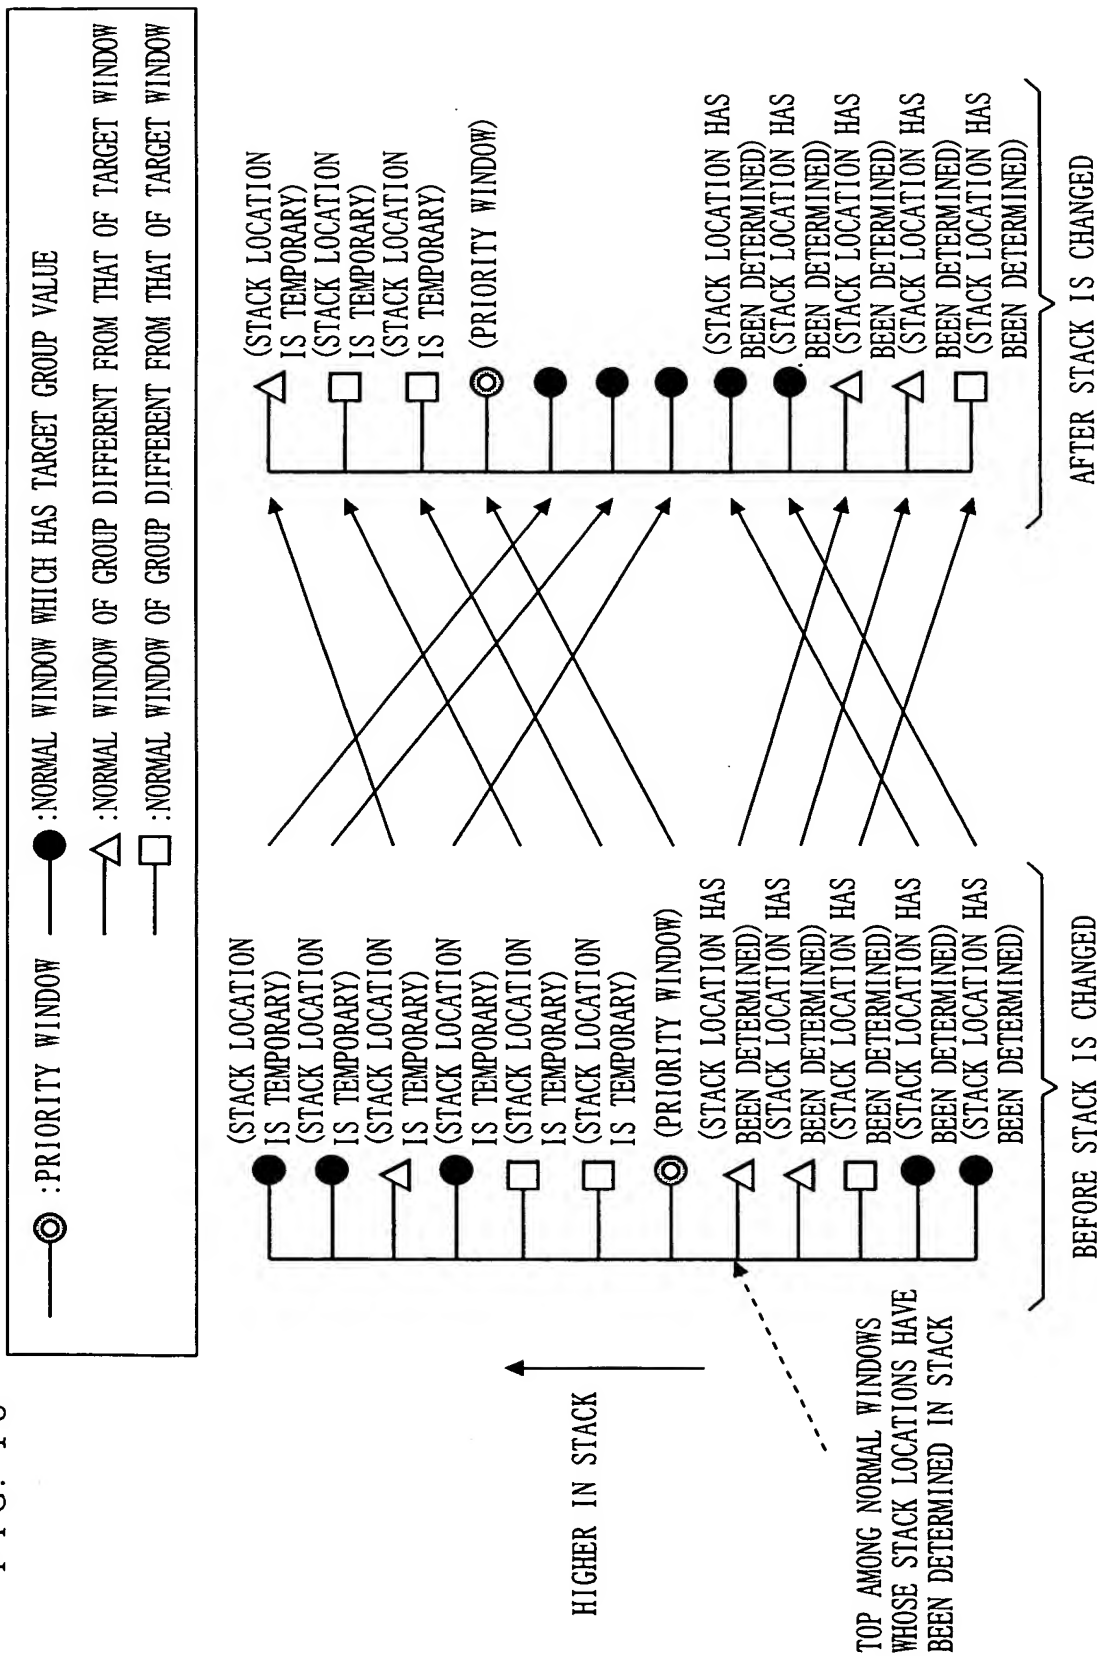 FIG.
:PRIORITY WINDOW
:NORMAL WINDOW WHICH HAS TARGET GROUP VALUE
:NORMAL WINDOW OF GROUP DIFFERENT FROM THAT OF TARGET WINDOW
:NORMAL WINDOW OF GROUP DIFFERENT FROM THAT OF TARGET WINDOW
HIGHER IN STACK
TOP AMONG NORMAL WINDOWS
WHOSE STACK LOCATIONS HAVE
BEEN DETERMINED IN STACK
(STACK LOCATION
IS TEMPORARY)
(STACK LOCATION
IS TEMPORARY)
(STACK LOCATION
IS TEMPORARY)
(STACK LOCATION
IS TEMPORARY)
(STACK LOCATION
IS TEMPORARY)
(STACK LOCATION
IS TEMPORARY)
(PRIORITY WINDOW)
(STACK LOCATION HAS
BEEN DETERMINED)
(STACK LOCATION HAS
BEEN DETERMINED)
(STACK LOCATION HAS
BEEN DETERMINED)
(STACK LOCATION HAS
BEEN DETERMINED)
(STACK LOCATION HAS
BEEN DETERMINED)
BEFORE STACK IS CHANGED
(STACK LOCATION
IS TEMPORARY)
(STACK LOCATION
IS TEMPORARY)
(STACK LOCATION
IS TEMPORARY)
(PRIORITY WINDOW)
(STACK LOCATION HAS
BEEN DETERMINED)
(STACK LOCATION HAS
BEEN DETERMINED)
(STACK LOCATION HAS
BEEN DETERMINED)
(STACK LOCATION HAS
BEEN DETERMINED)
(STACK LOCATION HAS
BEEN DETERMINED)
AFTER STACK IS CHANGED